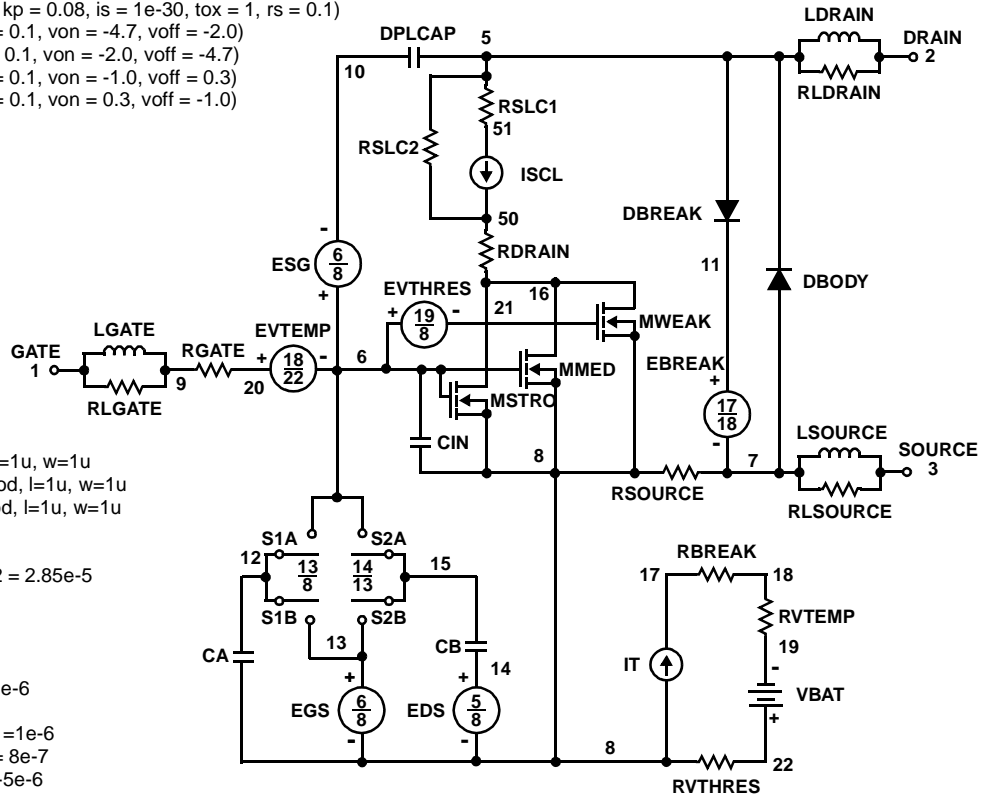 kp = 0.08, is = 1e-30, tox = 1, rs = 0.1)
= 0.1, von = -4.7, voff = -2.0)
0.1, von = -2.0, voff = -4.7)
= 0.1, von = -1.0, voff = 0.3)
= 0.1, von = 0.3, voff = -1.0)
DPLCAP
5
10
LDRAIN
DRAIN
2
RLDRAIN
RSLC1
51
RSLC2
ISCL
50
DBREAK
RDRAIN
-
ESG
6
8
+
11
DBODY
EVTHRES
+
19
8
-
21
16
MWEAK
LGATE
GATE
1
RLGATE
9
RGATE
20
EVTEMP
+
18
22
-
6
MMED
MSTRO
EBREAK
+
17
18
-
CIN
8
RSOURCE
7
LSOURCE
SOURCE
3
RLSOURCE
=1u, w=1u
od, l=1u, w=1u
od, l=1u, w=1u
2 = 2.85e-5
S1A
S2A
12
13
8
14
13
15
S1B
S2B
13
CA
CB
14
+
EGS
6
8
-
+
EDS
5
8
-
RBREAK
17
18
RVTEMP
19
-
IT
VBAT
+
8
22
RVTHRES
e-6
=1e-6
= 8e-7
-5e-6